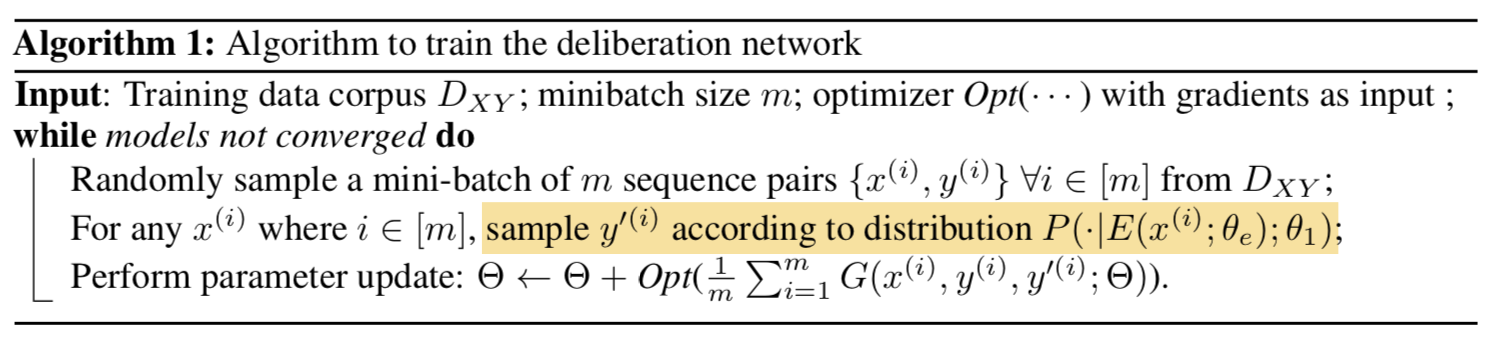 Algorithm 1: Algorithm to train the deliberation network
Input: Training data corpus $D_{XY}$; minibatch size $m$; optimizer Opt(⋯) with gradients as input ;
while models not converged do
Randomly sample a mini-batch of $m$ sequence pairs $\{x^{(i)}, y^{(i)}\}$ $\forall i \in [m]$ from $D_{XY}$;
For any $x^{(i)}$ where $i \in [m]$, sample $y'^{(i)}$ according to distribution $P(\cdot|E(x^{(i)}; \theta_e); \theta_1)$;
Perform parameter update: $\Theta \leftarrow \Theta + Opt(\frac{1}{m} \sum_{i=1}^{m} G(x^{(i)}, y^{(i)}, y'^{(i)}; \Theta))$.